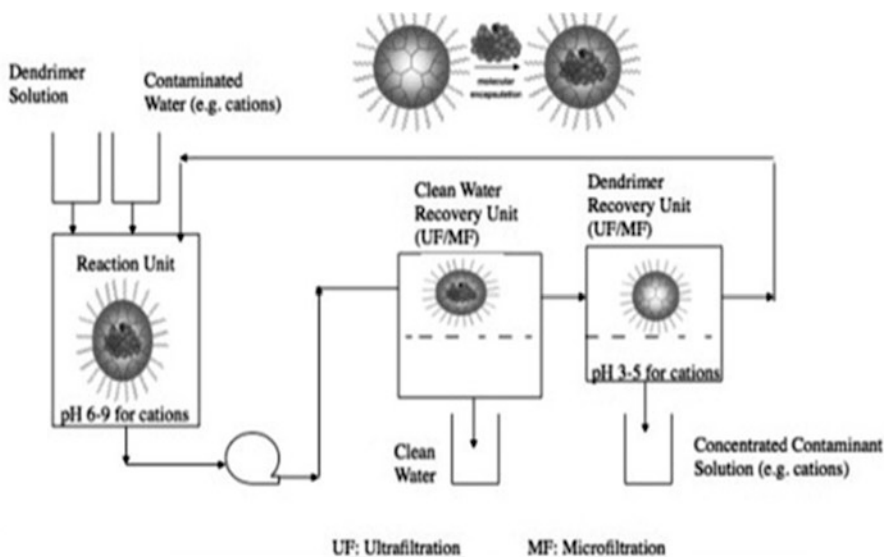 molecular
encapsulation
Dendrimer
Solution
Contaminated
Water (e.g. cations)
Clean Water
Recovery Unit
(UF/MF)
Dendrimer
Recovery Unit
(UF/MF)
Reaction Unit
pH 6-9 for cations
pH 3-5 for cations
Clean
Water
Concentrated Contaminant
Solution (e.g. cations)
UF: Ultrafiltration MF: Microfiltration